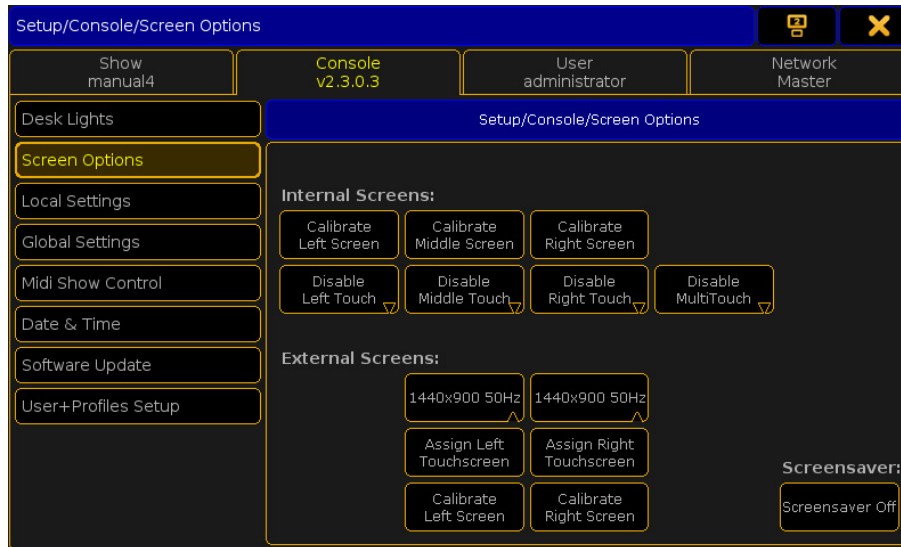 Setup/Console/Screen Options
2
Show
manual4
Console
v2.3.0.3
User
administrator
Network
Master
Desk Lights
Screen Options
Local Settings
Global Settings
Midi Show Control
Date & Time
Software Update
User+Profiles Setup
Setup/Console/Screen Options
Internal Screens:
Calibrate
Left Screen
Calibrate
Middle Screen
Calibrate
Right Screen
Disable
Left Touch
Disable
Middle Touch
Disable
Right Touch
Disable
MultiTouch
External Screens:
1440x900 50Hz
1440x900 50Hz
Assign Left
Touchscreen
Assign Right
Touchscreen
Calibrate
Left Screen
Calibrate
Right Screen
Screensaver:
Screensaver Off